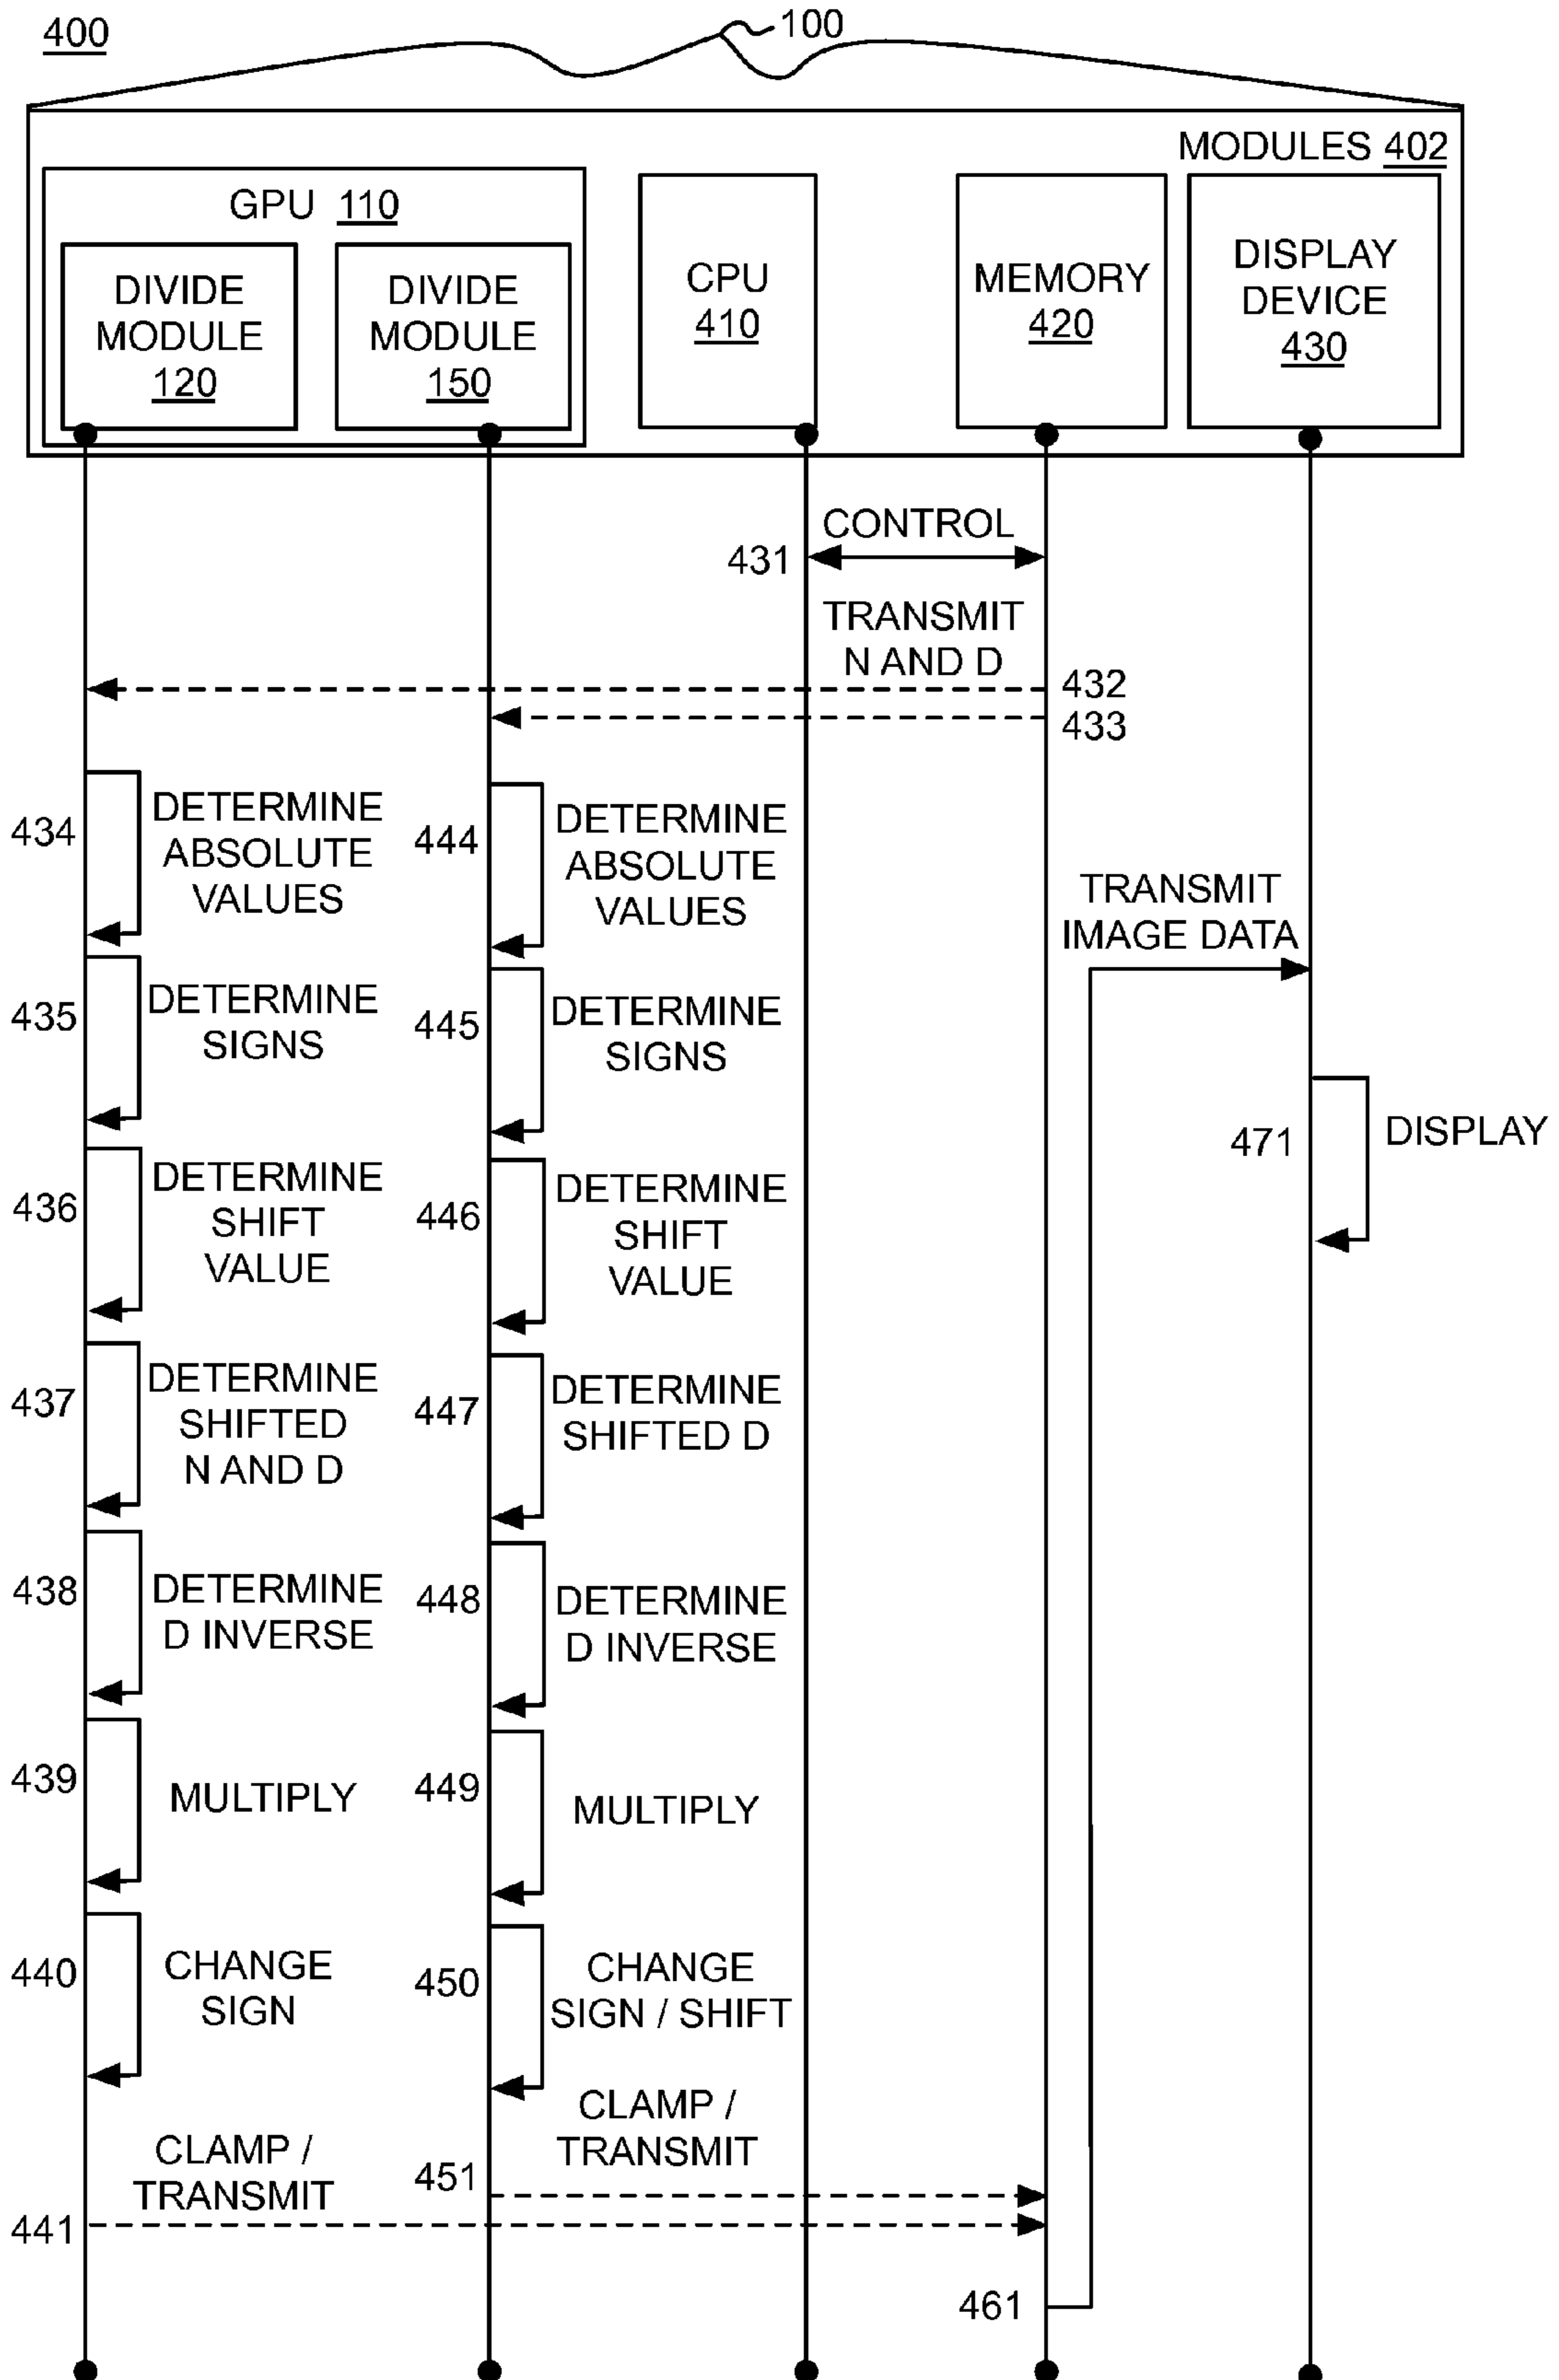 400
100
MODULES 402
GPU 110
DIVIDE
MODULE
120
DIVIDE
MODULE
150
CPU
410
MEMORY
420
DISPLAY
DEVICE
430
CONTROL
431
TRANSMIT
N AND D
432
433
434
DETERMINE
ABSOLUTE
VALUES
444
DETERMINE
ABSOLUTE
VALUES
TRANSMIT
IMAGE DATA
435
DETERMINE
SIGNS
445
DETERMINE
SIGNS
471
DISPLAY
436
DETERMINE
SHIFT
VALUE
446
DETERMINE
SHIFT
VALUE
437
DETERMINE
SHIFTED
N AND D
447
DETERMINE
SHIFTED D
438
DETERMINE
D INVERSE
448
DETERMINE
D INVERSE
439
MULTIPLY
449
MULTIPLY
440
CHANGE
SIGN
450
CHANGE
SIGN / SHIFT
CLAMP /
TRANSMIT
441
CLAMP /
TRANSMIT
451
461